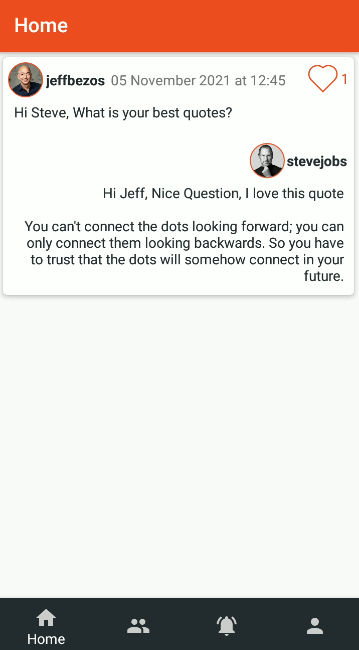 Home
jeffbezos 05 November 2021 at 12:45 1
Hi Steve, What is your best quotes?
stevejobs
Hi Jeff, Nice Question, I love this quote
You can't connect the dots looking forward; you can
only connect them looking backwards. So you have
to trust that the dots will somehow connect in your
future.
Home